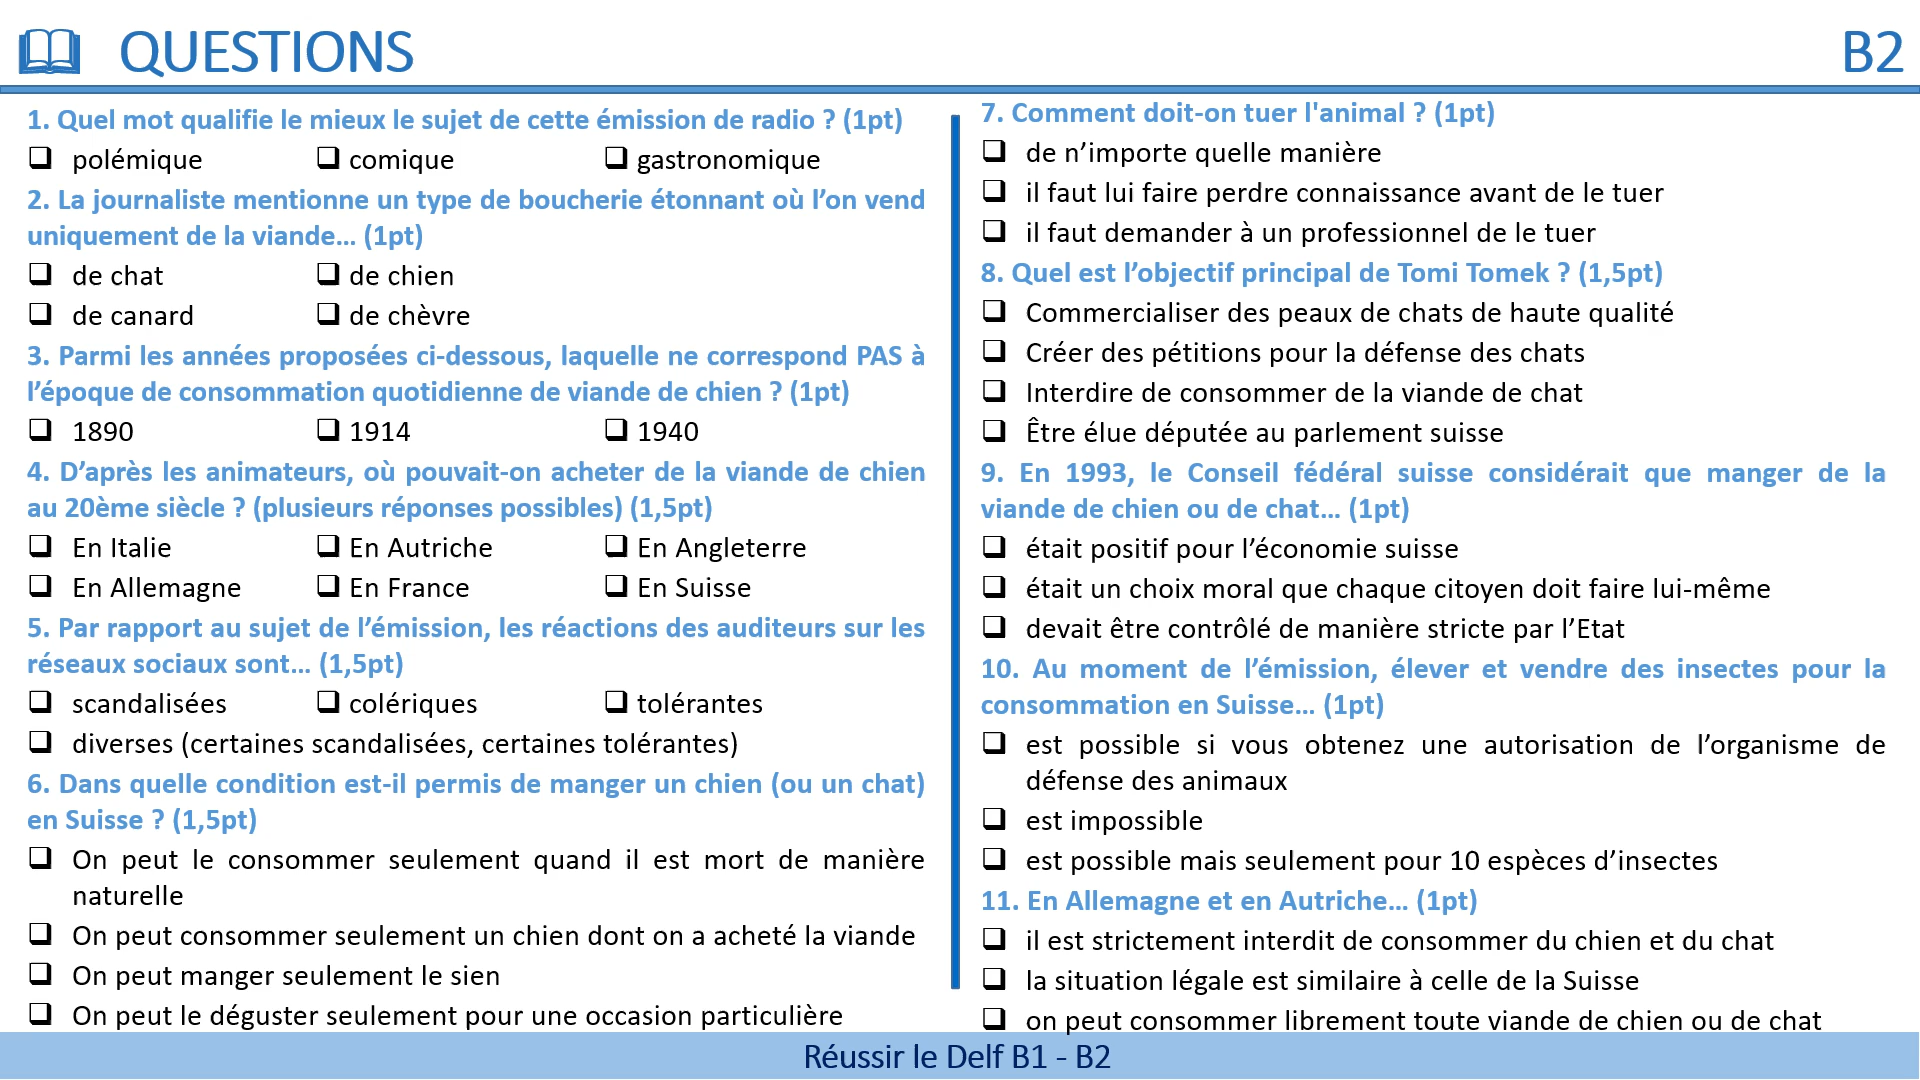 QUESTIONS
B2
1. Quel mot qualifie le mieux le sujet de cette émission de radio ? (1pt)
❑ polémique ❑ comique ❑ gastronomique
2. La journaliste mentionne un type de boucherie étonnant où l’on vend
uniquement de la viande… (1pt)
❑ de chat ❑ de chien
❑ de canard ❑ de chèvre
3. Parmi les années proposées ci-dessous, laquelle ne correspond PAS à
l’époque de consommation quotidienne de viande de chien ? (1pt)
❑ 1890 ❑ 1914 ❑ 1940
4. D’après les animateurs, où pouvait-on acheter de la viande de chien
au 20ème siècle ? (plusieurs réponses possibles) (1,5pt)
❑ En Italie ❑ En Autriche ❑ En Angleterre
❑ En Allemagne ❑ En France ❑ En Suisse
5. Par rapport au sujet de l’émission, les réactions des auditeurs sur les
réseaux sociaux sont… (1,5pt)
❑ scandalisées ❑ colériques ❑ tolérantes
❑ diverses (certaines scandalisées, certaines tolérantes)
6. Dans quelle condition est-il permis de manger un chien (ou un chat)
en Suisse ? (1,5pt)
❑ On peut le consommer seulement quand il est mort de manière
naturelle
❑ On peut consommer seulement un chien dont on a acheté la viande
❑ On peut manger seulement le sien
❑ On peut le déguster seulement pour une occasion particulière
7. Comment doit-on tuer l'animal ? (1pt)
❑ de n’importe quelle manière
❑ il faut lui faire perdre connaissance avant de le tuer
❑ il faut demander à un professionnel de le tuer
8. Quel est l’objectif principal de Tomi Tomek ? (1,5pt)
❑ Commercialiser des peaux de chats de haute qualité
❑ Créer des pétitions pour la défense des chats
❑ Interdire de consommer de la viande de chat
❑ Être élue députée au parlement suisse
9. En 1993, le Conseil fédéral suisse considérait que manger de la
viande de chien ou de chat… (1pt)
❑ était positif pour l’économie suisse
❑ était un choix moral que chaque citoyen doit faire lui-même
❑ devait être contrôlé de manière stricte par l’Etat
10. Au moment de l’émission, élever et vendre des insectes pour la
consommation en Suisse… (1pt)
❑ est possible si vous obtenez une autorisation de l’organisme de
défense des animaux
❑ est impossible
❑ est possible mais seulement pour 10 espèces d’insectes
11. En Allemagne et en Autriche… (1pt)
❑ il est strictement interdit de consommer du chien et du chat
❑ la situation légale est similaire à celle de la Suisse
❑ on peut consommer librement toute viande de chien ou de chat
Réussir le Delf B1 - B2